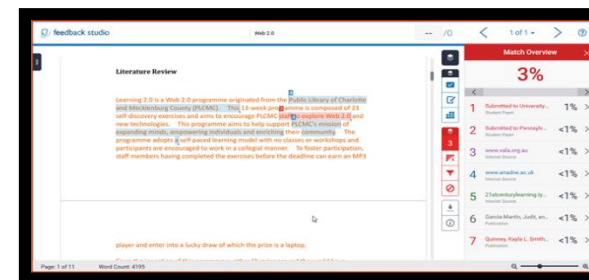 feedback studio
Web 2.0
-- /0
1 of 1
Match Overview
3%
Literature Review
Learning 2.0 is a Web 2.0 programme originated from the Public Library of Charlotte
and Mecklenburg County (PLCMC). This 11-week programme is composed of 23
self-discovery exercises and aims to encourage PLCMC staff to explore Web 2.0 and
new technologies. This programme aims to help support PLCMC's mission of
expanding minds, empowering individuals and enriching their community. The
programme adopts a self-paced learning model with no classes or workshops and
participants are encouraged to work in a collegial manner. To foster participation,
staff members having completed the exercises before the deadline can earn an MP3
player and enter into a lucky draw of which the prize is a laptop.
3
1 Submitted to University... 1%
Student Paper
2 Submitted to Pennsylv... <1%
Student Paper
3 www.vala.org.au <1%
Internet Source
4 www.ariadne.ac.uk <1%
Internet Source
5 21stcenturylearning.ty... <1%
Internet Source
6 Garcia-Martin, Judit, en... <1%
Publication
7 Quinney, Kayla L. Smith... <1%
Publication
Page: 1 of 11 Word Count: 4195